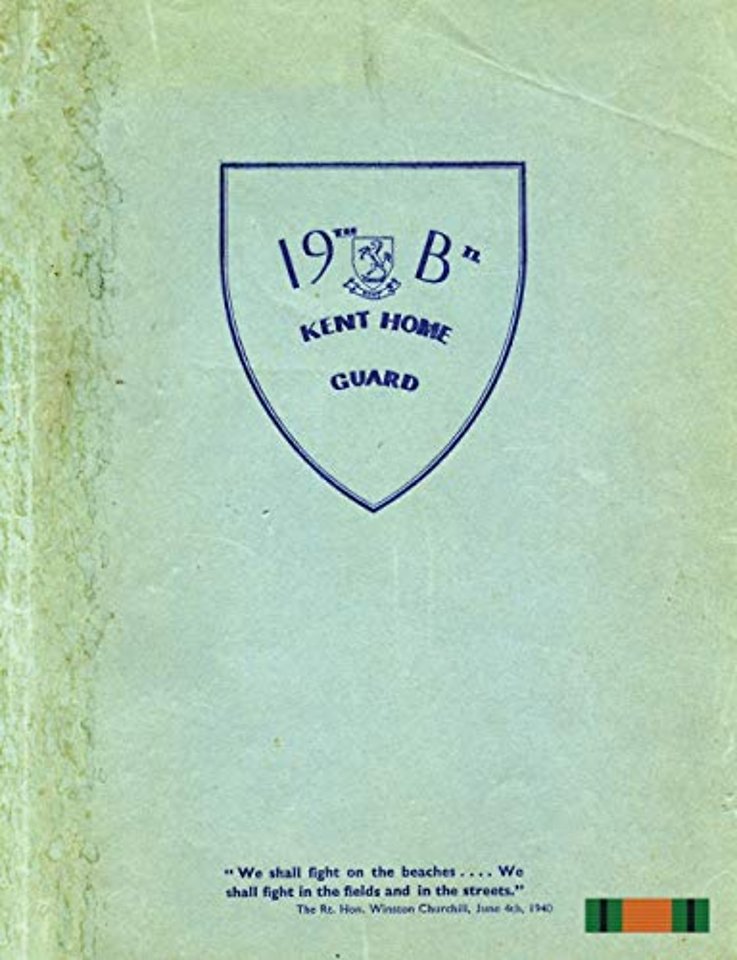 19TH Bn
KENT HOME
GUARD
"We shall fight on the beaches.... We
shall fight in the fields and in the streets."
The Rt. Hon. Winston Churchill, June 4th, 1940